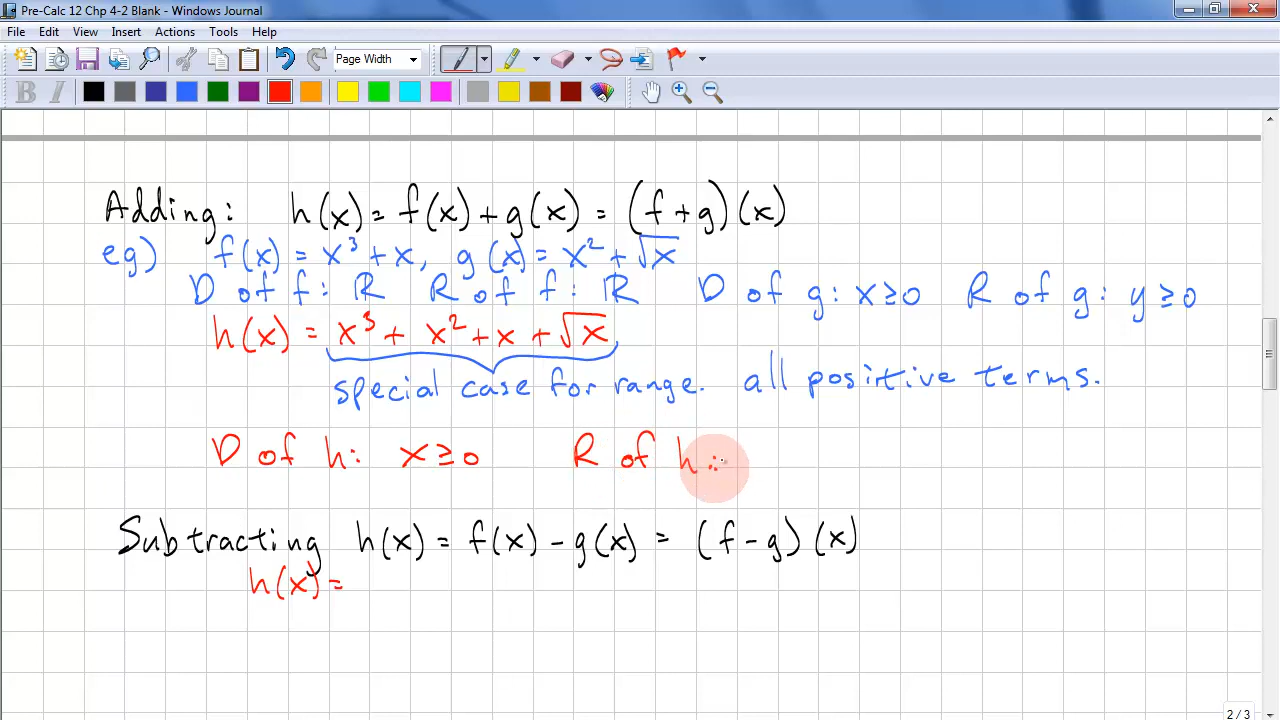 Pre-Calc 12 Chp 4-2 Blank - Windows Journal
File Edit View Insert Actions Tools Help
Page Width
B I
Adding: h(x) = f(x) + g(x) = (f + g)(x)
eg) f(x) = x³ + x, g(x) = x² + √x
D of f: ℝ R of f: ℝ D of g: x ≥ 0 R of g: y ≥ 0
h(x) = x³ + x² + x + √x
special case for range. all positive terms.
D of h: x ≥ 0 R of h:
Subtracting h(x) = f(x) - g(x) = (f - g)(x)
h(x) =
2 / 3